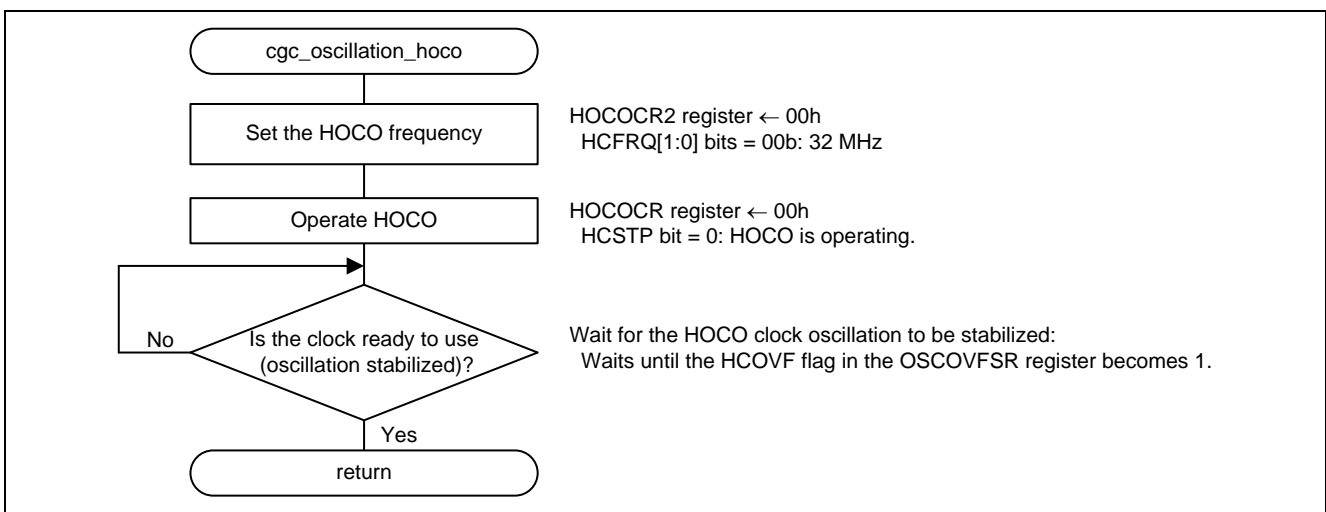 cgc_oscillation_hoco
Set the HOCO frequency
HOCOCR2 register ← 00h
HCFRQ[1:0] bits = 00b: 32 MHz
Operate HOCO
HOCOCR register ← 00h
HCSTP bit = 0: HOCO is operating.
No
Is the clock ready to use
(oscillation stabilized)?
Wait for the HOCO clock oscillation to be stabilized:
Waits until the HCOVF flag in the OSCOVFSR register becomes 1.
Yes
return